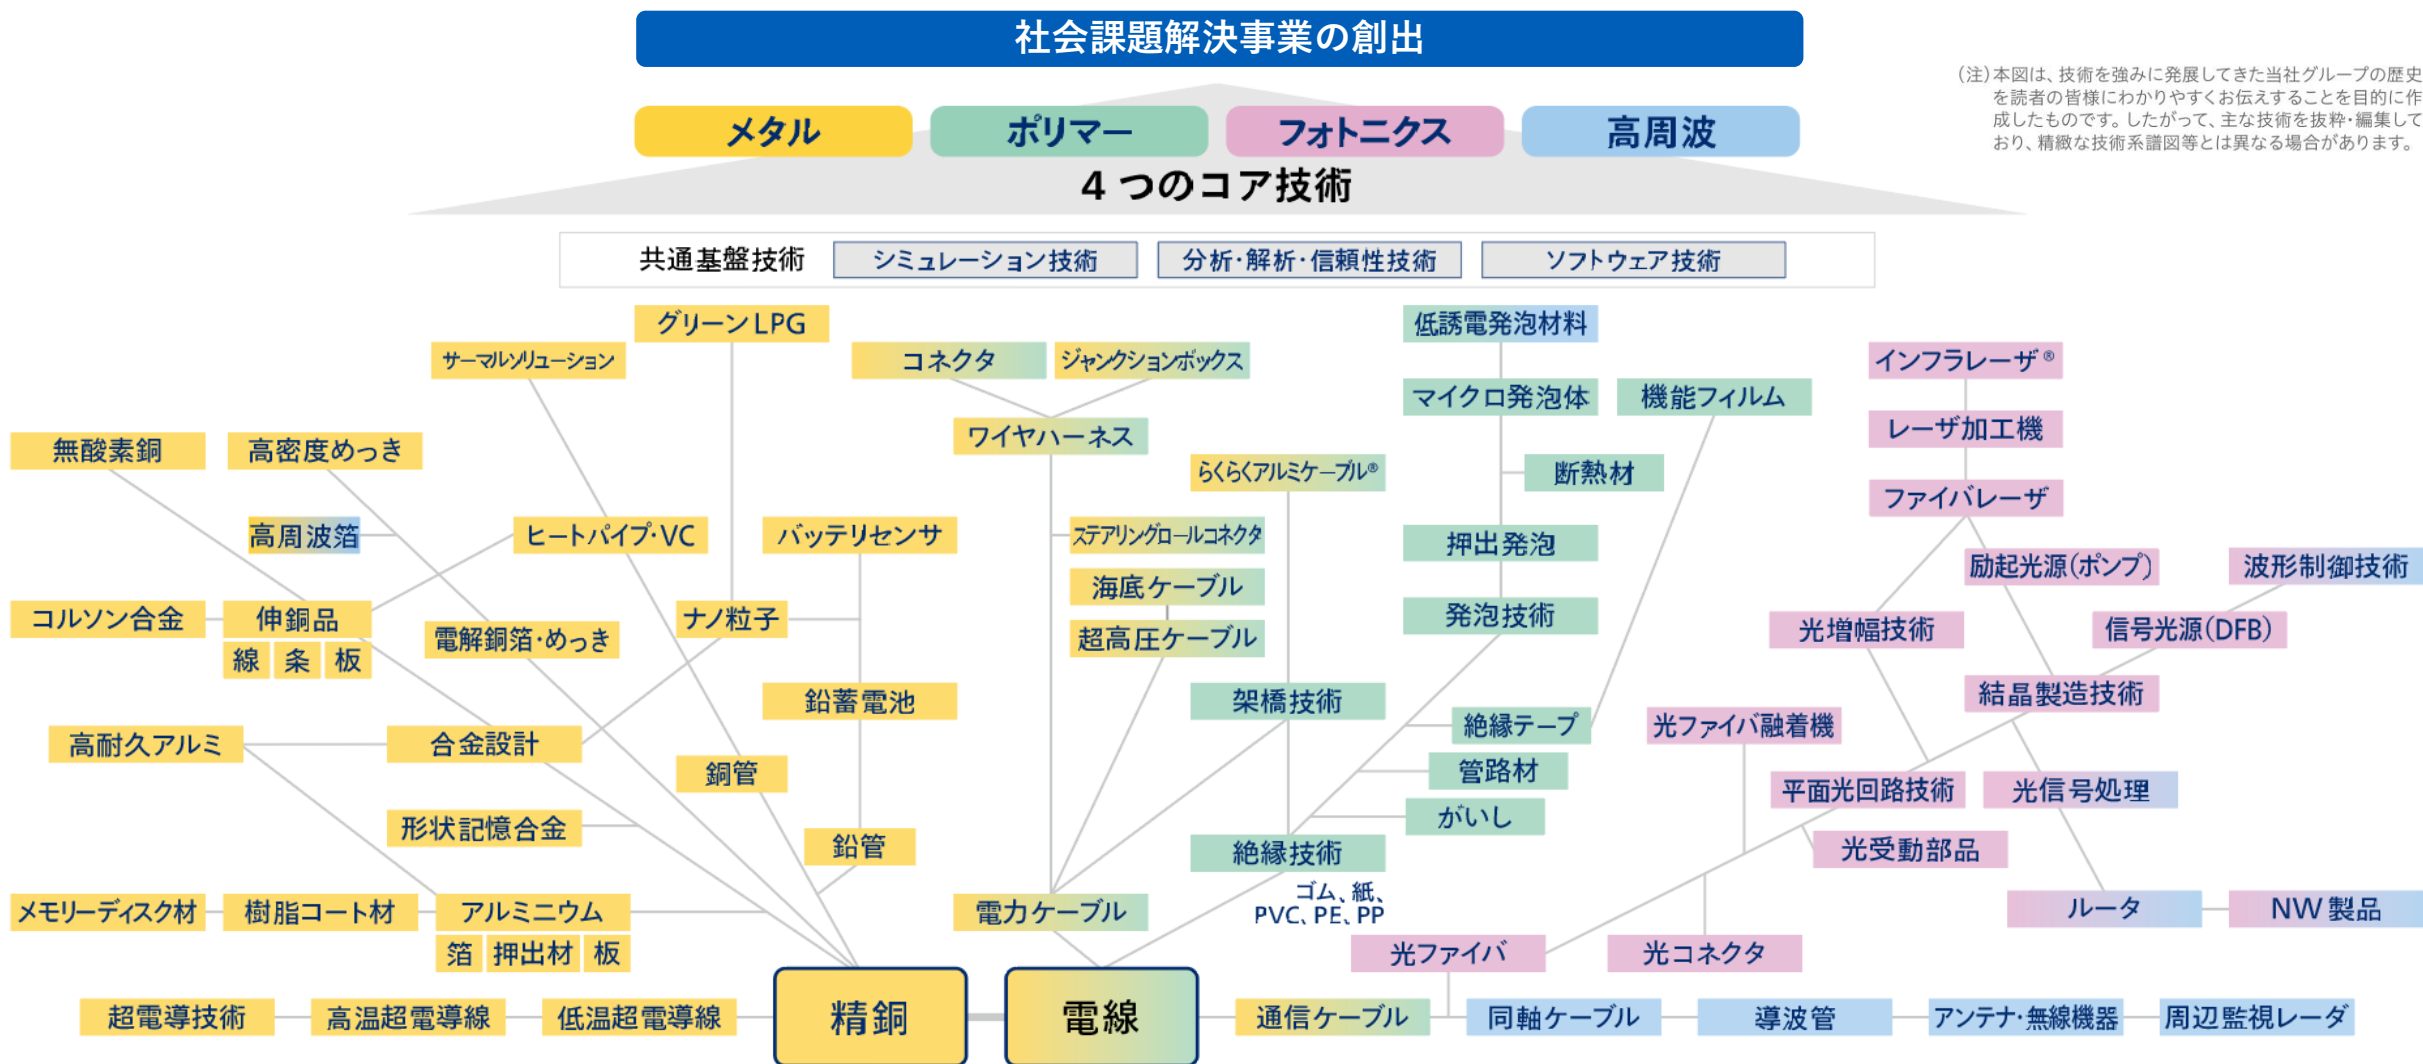 社会課題解決事業の創出
(注)本図は、技術を強みに発展してきた当社グループの歴史
を読者の皆様にわかりやすくお伝えすることを目的に作
成したものです。したがって、主な技術を抜粋・編集して
おり、精緻な技術系譜図等とは異なる場合があります。
メタル
ポリマー
フォトニクス
高周波
4 つのコア技術
共通基盤技術
シミュレーション技術
分析・解析・信頼性技術
ソフトウェア技術
グリーンLPG
サーマルソリューション
コネクタ
ジャンクションボックス
低誘電発泡材料
インフラレーザ®
マイクロ発泡体
機能フィルム
無酸素銅
高密度めっき
ワイヤハーネス
レーザ加工機
らくらくアルミケーブル®
断熱材
ファイバレーザ
高周波箔
ヒートパイプ・VC
バッテリセンサ
ステアリングロールコネクタ
押出発泡
励起光源(ポンプ)
波形制御技術
海底ケーブル
コルソン合金
伸銅品
線
条
板
電解銅箔・めっき
ナノ粒子
超高圧ケーブル
発泡技術
光増幅技術
信号光源(DFB)
鉛蓄電池
架橋技術
結晶製造技術
絶縁テープ
光ファイバ融着機
高耐久アルミ
合金設計
銅管
管路材
平面光回路技術
光信号処理
形状記憶合金
鉛管
がいし
絶縁技術
ゴム、紙、
PVC、PE、PP
光受動部品
メモリーディスク材
樹脂コート材
アルミニウム
箔
押出材
板
電力ケーブル
ルータ
NW製品
光ファイバ
光コネクタ
超電導技術
高温超電導線
低温超電導線
精銅
電線
通信ケーブル
同軸ケーブル
導波管
アンテナ・無線機器
周辺監視レーダ